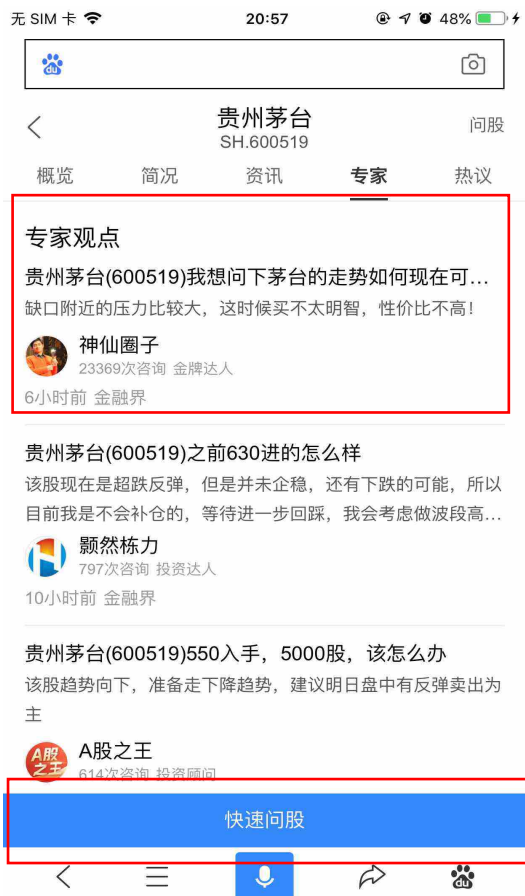 无 SIM 卡 20:57 48%
du
贵州茅台
SH.600519
问股
概览 简况 资讯 专家 热议
专家观点
贵州茅台(600519)我想问下茅台的走势如何现在可...
缺口附近的压力比较大，这时候买不太明智，性价比不高！
神仙圈子
23369次咨询 金牌达人
6小时前 金融界
贵州茅台(600519)之前630进的怎么样
该股现在是超跌反弹，但是并未企稳，还有下跌的可能，所以
目前我是不会补仓的，等待进一步回踩，我会考虑做波段高...
颢然栋力
797次咨询 投资达人
10小时前 金融界
贵州茅台(600519)550入手，5000股，该怎么办
该股趋势向下，准备走下降趋势，建议明日盘中有反弹卖出为
主
A股之王
A股之王
614次咨询 投资顾问
快速问股
du